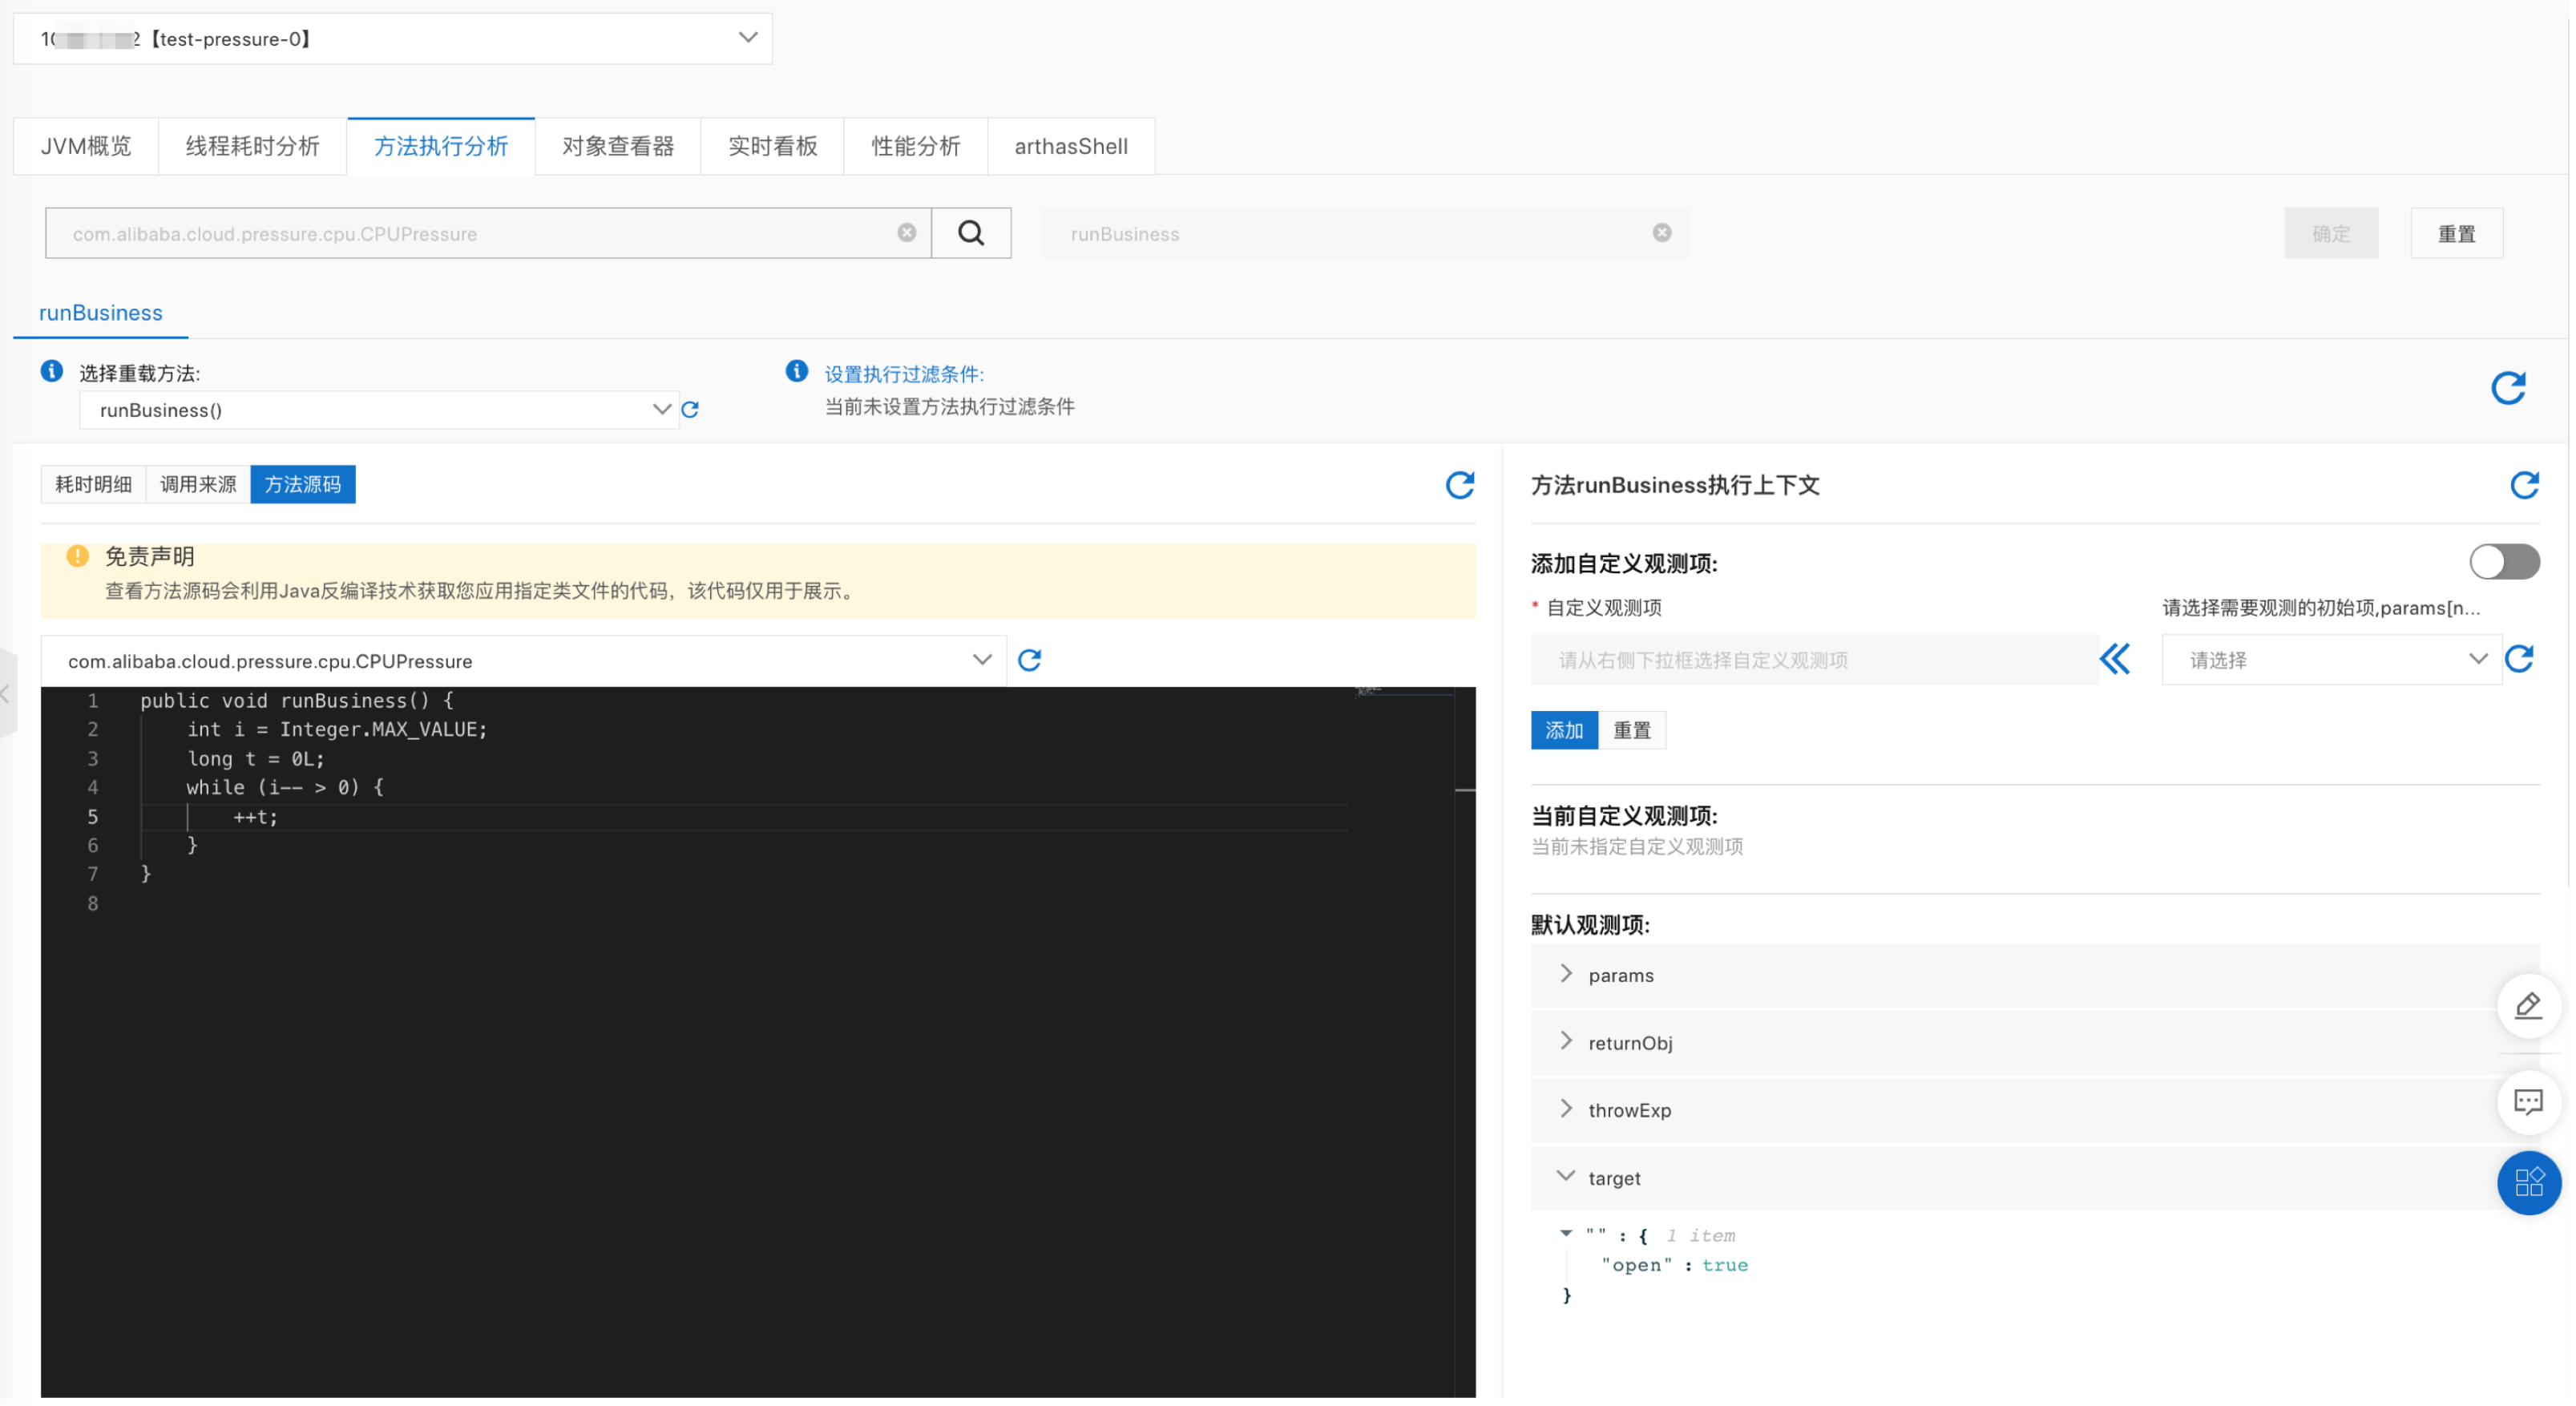 【test-pressure-0】
JVM概览 线程耗时分析 方法执行分析 对象查看器 实时看板 性能分析 arthasShell
com.alibaba.cloud.pressure.cpu.CPUPressure runBusiness 确定 重置
runBusiness
选择重载方法: 设置执行过滤条件:
runBusiness() 当前未设置方法执行过滤条件
耗时明细 调用来源 方法源码
免责声明
查看方法源码会利用Java反编译技术获取您应用指定类文件的代码，该代码仅用于展示。
com.alibaba.cloud.pressure.cpu.CPUPressure
1 public void runBusiness() {
2 int i = Integer.MAX_VALUE;
3 long t = 0L;
4 while (i-- > 0) {
5 ++t;
6 }
7 }
8
方法runBusiness执行上下文
添加自定义观测项:
* 自定义观测项 请选择需要观测的初始项,params[n...
请从右侧下拉框选择自定义观测项 请选择
添加 重置
当前自定义观测项:
当前未指定自定义观测项
默认观测项:
params
returnObj
throwExp
target
"" : { 1 item
"open" : true
}